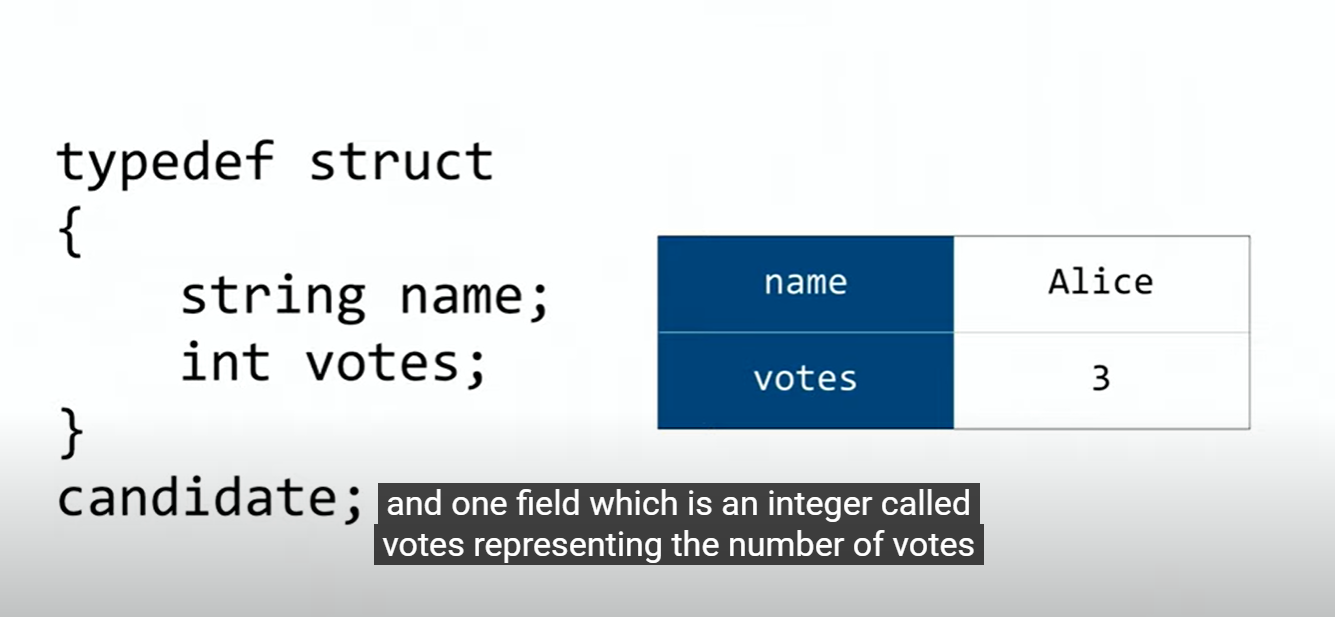 typedef struct
{
    string name;
    int votes;
}
candidate;
name Alice
votes 3
and one field which is an integer called
votes representing the number of votes